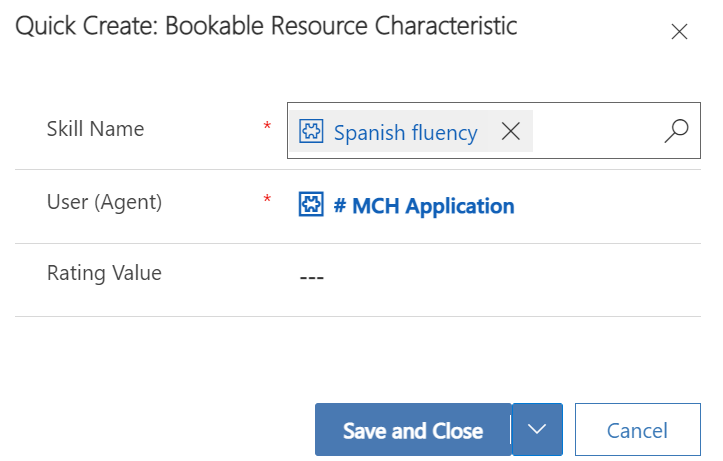 Quick Create: Bookable Resource Characteristic
Skill Name * Spanish fluency
User (Agent) * # MCH Application
Rating Value ---
Save and Close Cancel